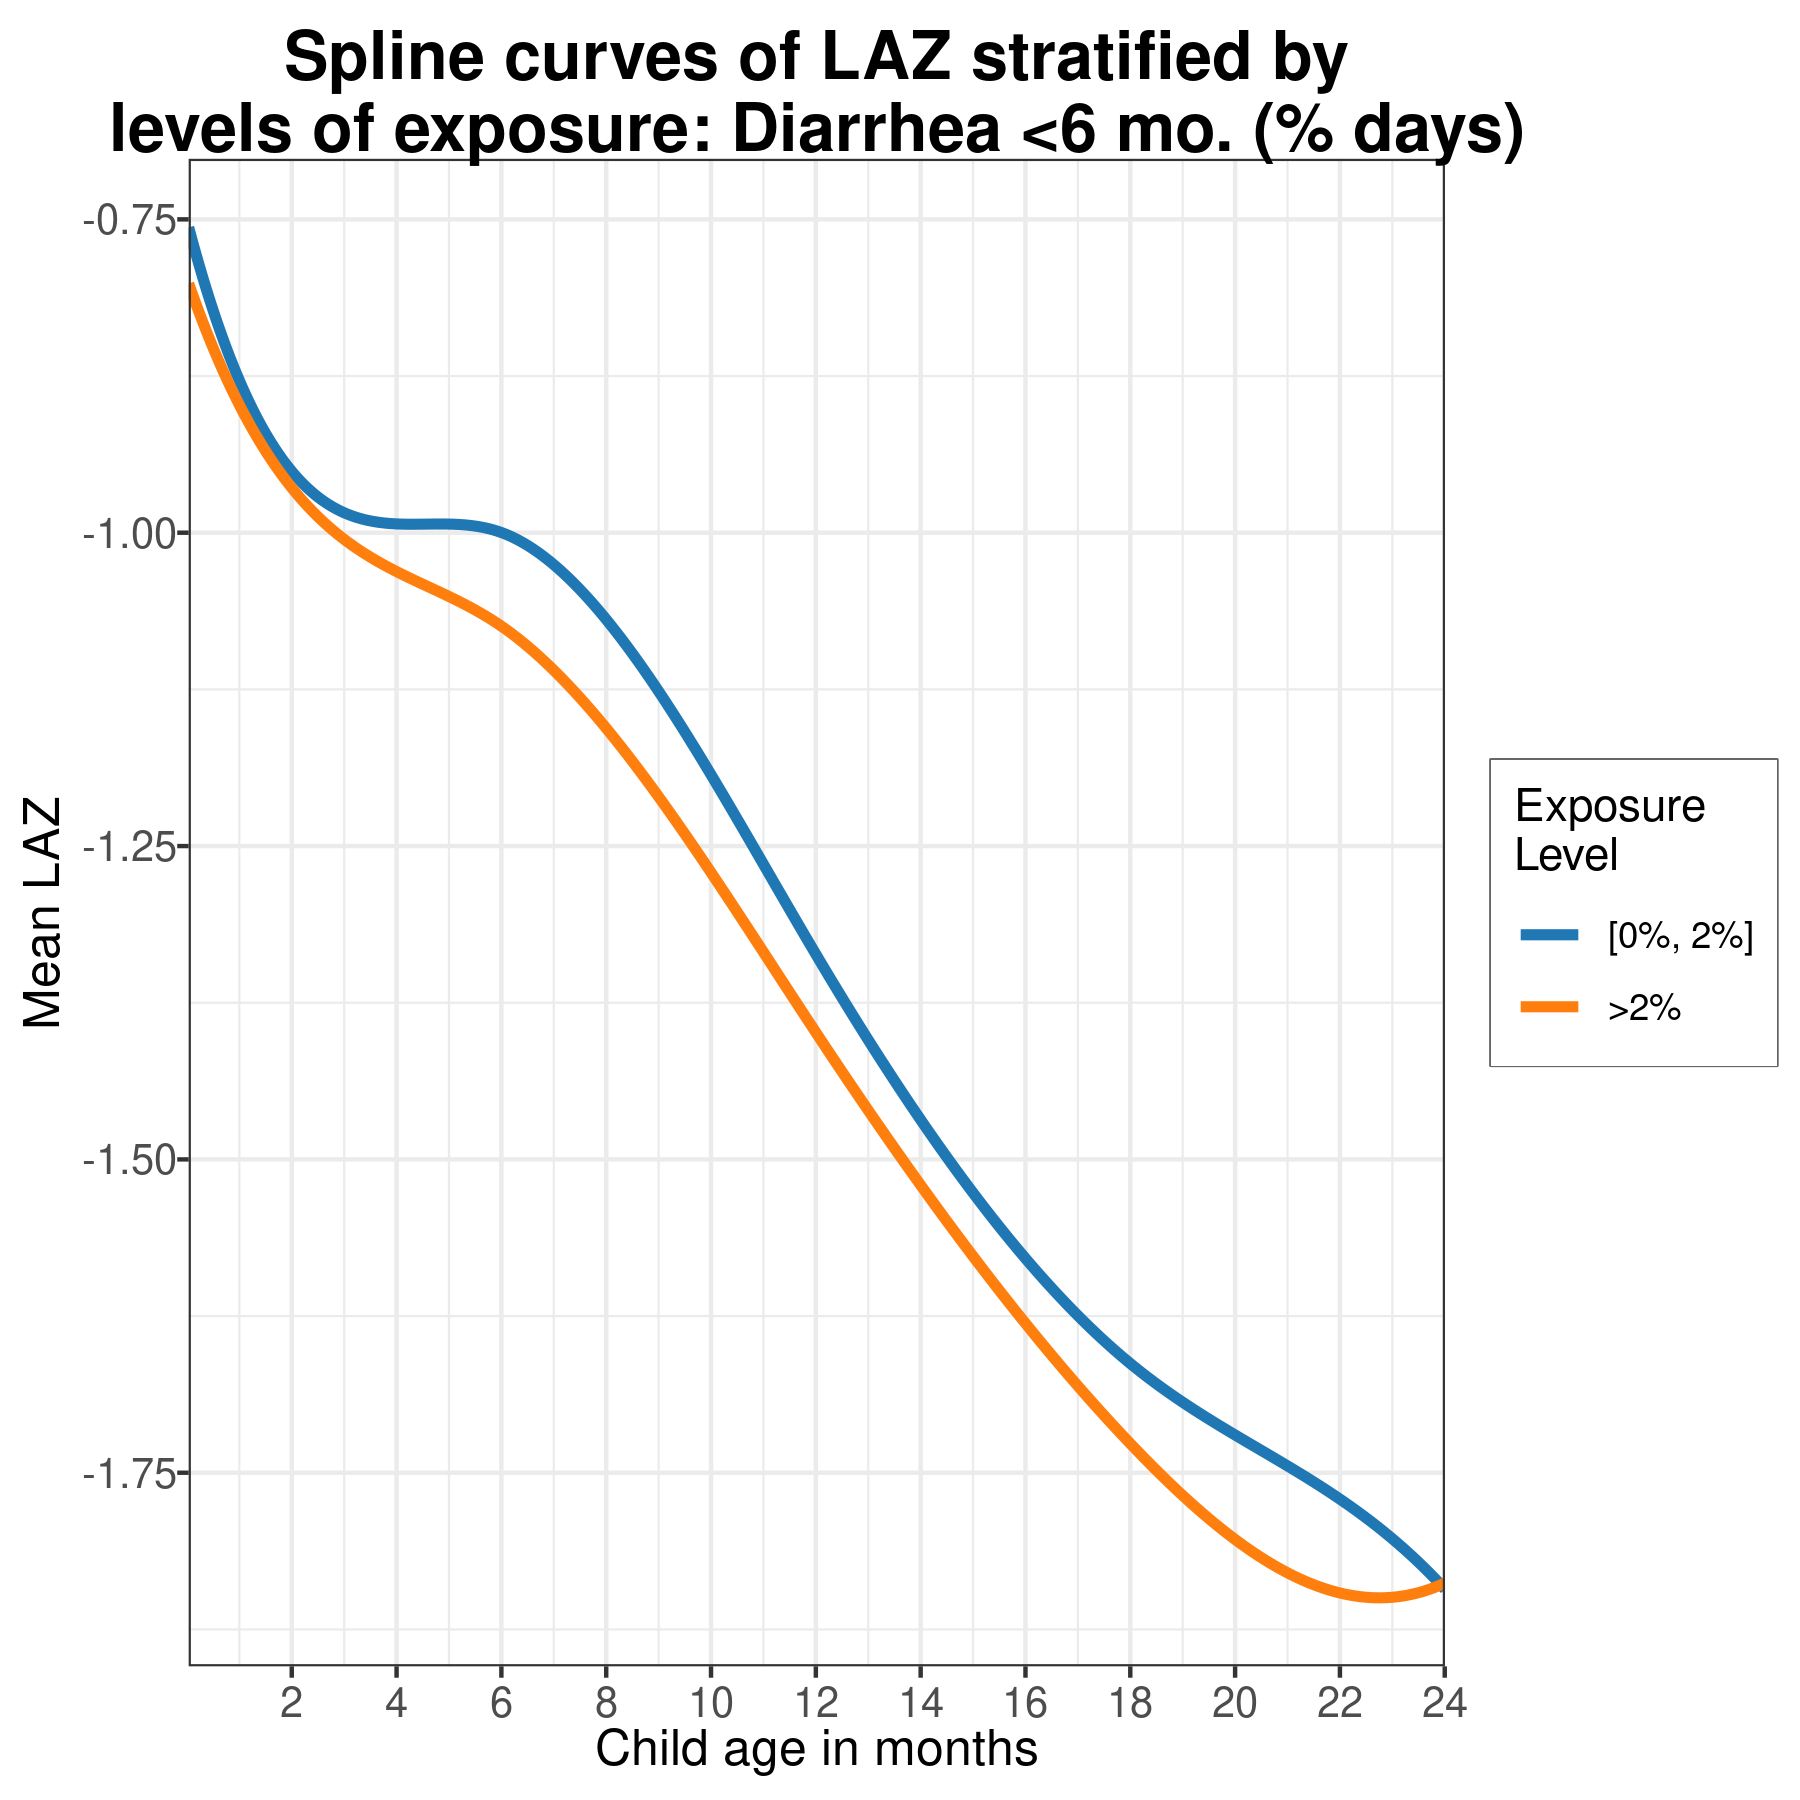 Spline curves of LAZ stratified by
levels of exposure: Diarrhea <6 mo. (% days)
-0.75
-1.00
-1.25
-1.50
-1.75
Mean LAZ
2 4 6 8 10 12 14 16 18 20 22 24
Child age in months
Exposure
Level
[0%, 2%]
>2%